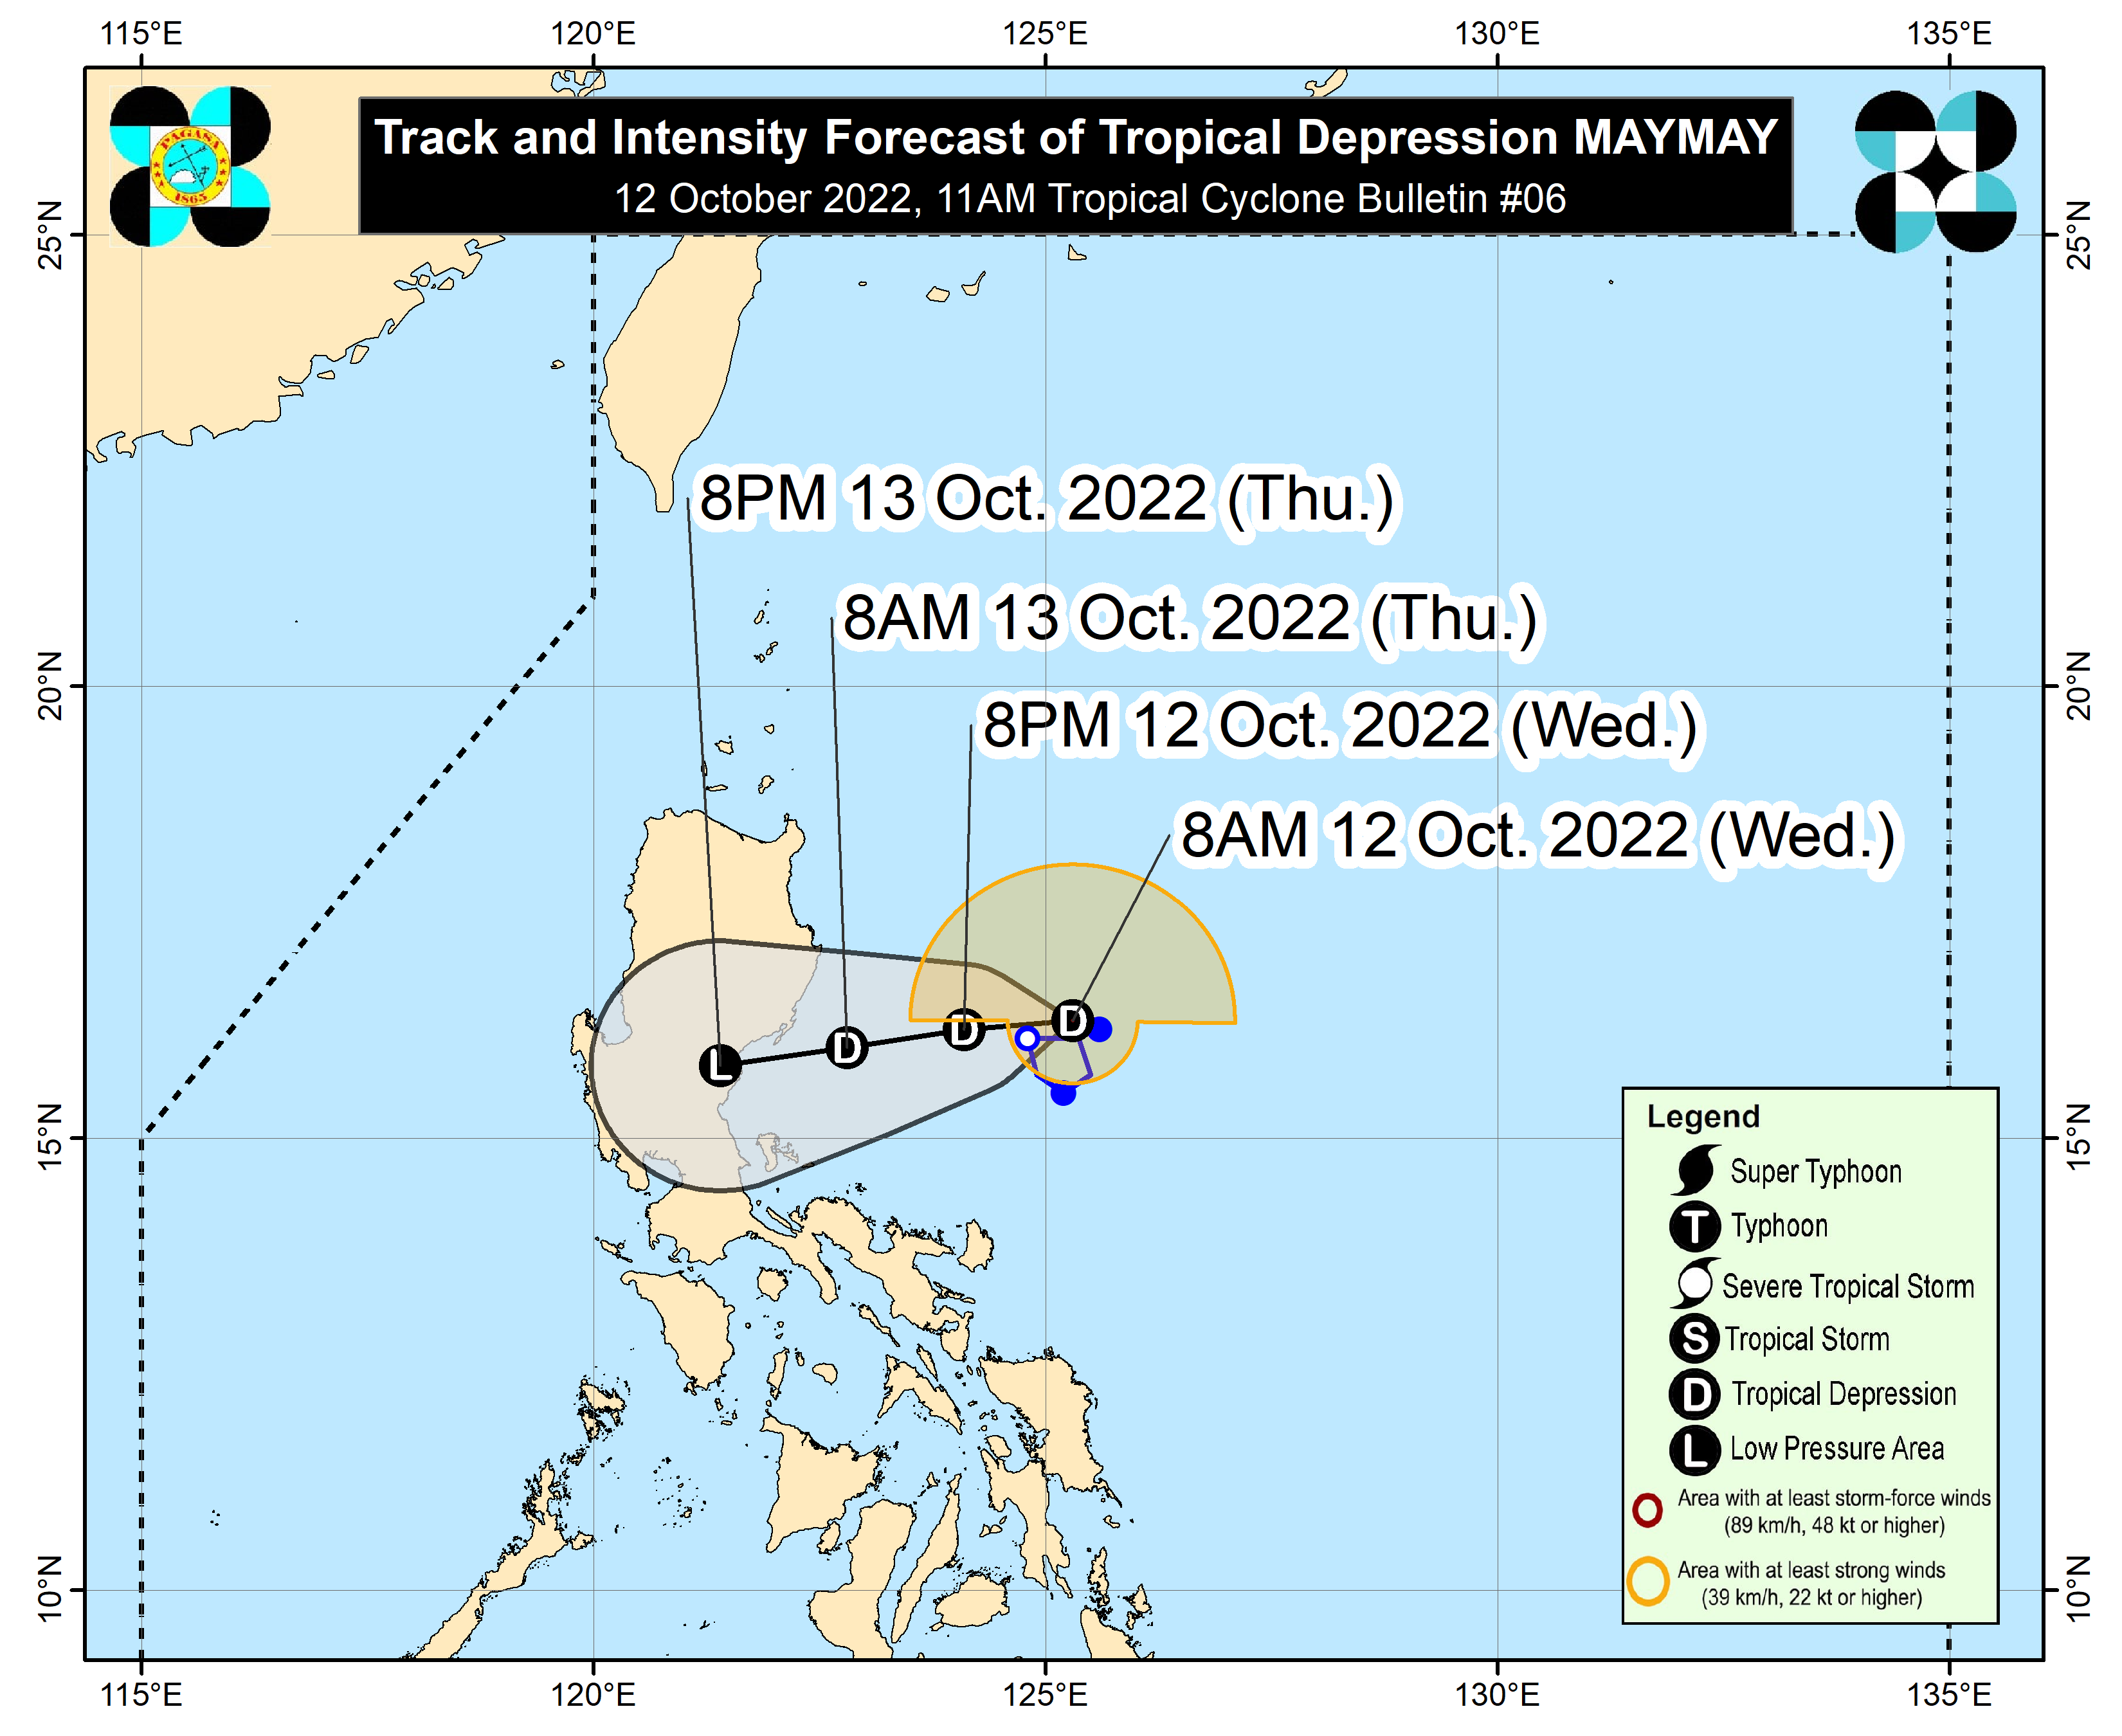 115°E 120°E 125°E 130°E 135°E
PAGASA
1865
Track and Intensity Forecast of Tropical Depression MAYMAY
12 October 2022, 11AM Tropical Cyclone Bulletin #06
25°N 25°N
8PM 13 Oct. 2022 (Thu.)
8AM 13 Oct. 2022 (Thu.)
20°N 20°N
8PM 12 Oct. 2022 (Wed.)
8AM 12 Oct. 2022 (Wed.)
L D D D
15°N 15°N
Legend
Super Typhoon
T Typhoon
Severe Tropical Storm
S Tropical Storm
D Tropical Depression
L Low Pressure Area
Area with at least storm-force winds
(89 km/h, 48 kt or higher)
Area with at least strong winds
(39 km/h, 22 kt or higher)
10°N 10°N
115°E 120°E 125°E 130°E 135°E